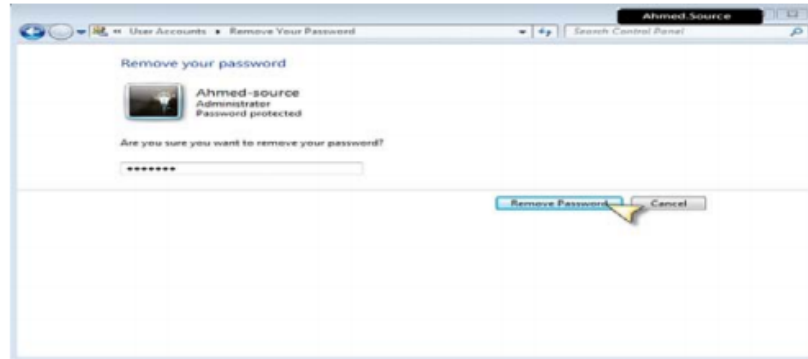 Ahmed.Source
« User Accounts ▸ Remove Your Password
Search Control Panel
Remove your password
Ahmed-source
Administrator
Password protected
Are you sure you want to remove your password?
•••••••
Remove Password
Cancel